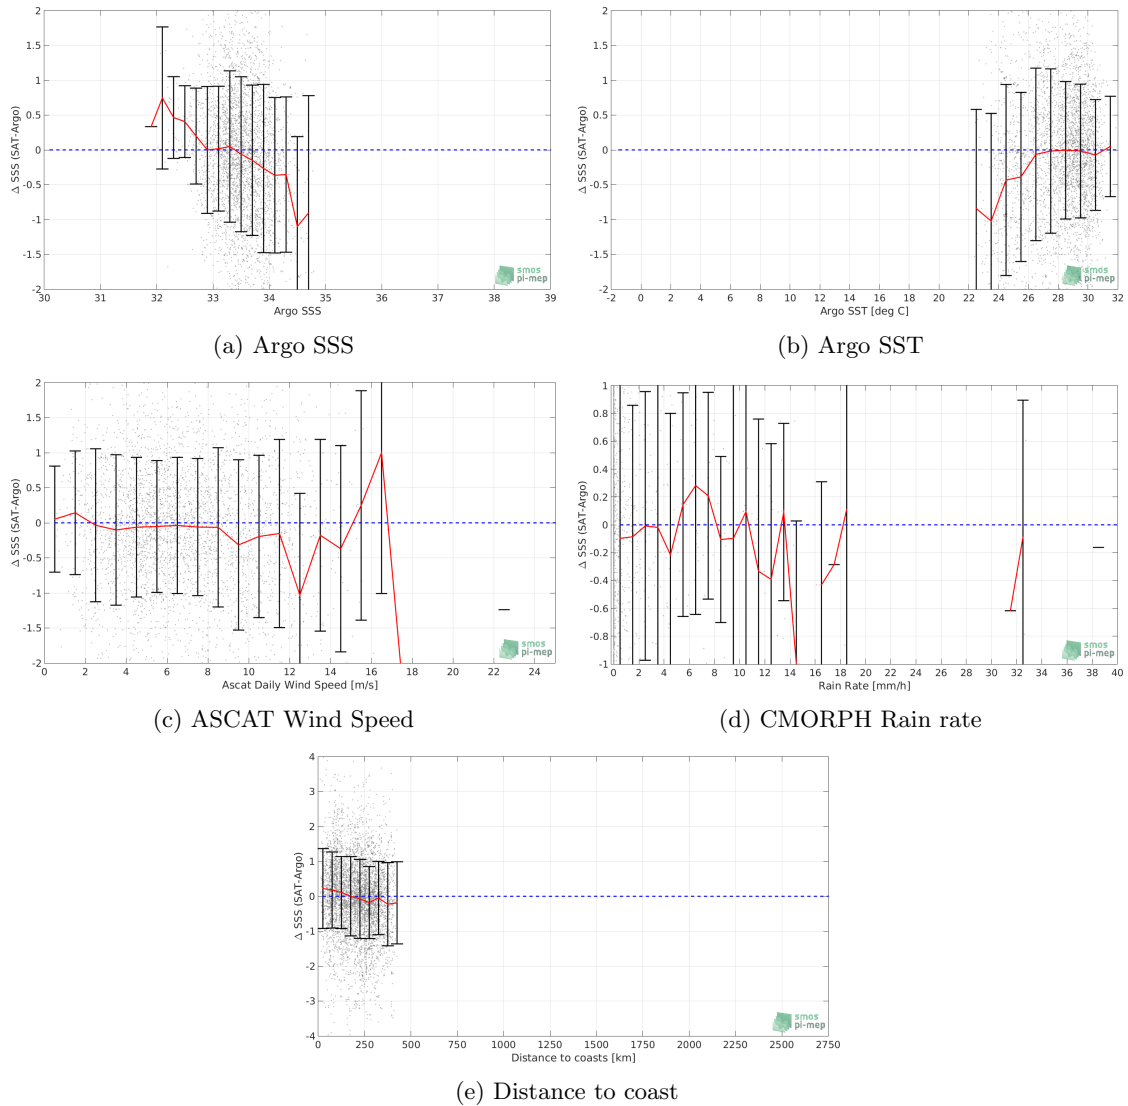 2
1.5
1
0.5
0
-0.5
-1
-1.5
-2
Δ SSS (SAT-Argo)
30 31 32 33 34 35 36 37 38 39
Argo SSS
smos
pi-mep
(a) Argo SSS
2
1.5
1
0.5
0
-0.5
-1
-1.5
-2
Δ SSS (SAT-Argo)
-2 0 2 4 6 8 10 12 14 16 18 20 22 24 26 28 30 32
Argo SST [deg C]
smos
pi-mep
(b) Argo SST
2
1.5
1
0.5
0
-0.5
-1
-1.5
-2
Δ SSS (SAT-Argo)
0 2 4 6 8 10 12 14 16 18 20 22 24
Ascat Daily Wind Speed [m/s]
smos
pi-mep
(c) ASCAT Wind Speed
1
0.8
0.6
0.4
0.2
0
-0.2
-0.4
-0.6
-0.8
-1
Δ SSS (SAT-Argo)
0 2 4 6 8 10 12 14 16 18 20 22 24 26 28 30 32 34 36 38 40
Rain Rate [mm/h]
smos
pi-mep
(d) CMORPH Rain rate
4
3
2
1
0
-1
-2
-3
-4
Δ SSS (SAT-Argo)
0 250 500 750 1000 1250 1500 1750 2000 2250 2500 2750
Distance to coasts [km]
smos
pi-mep
(e) Distance to coast